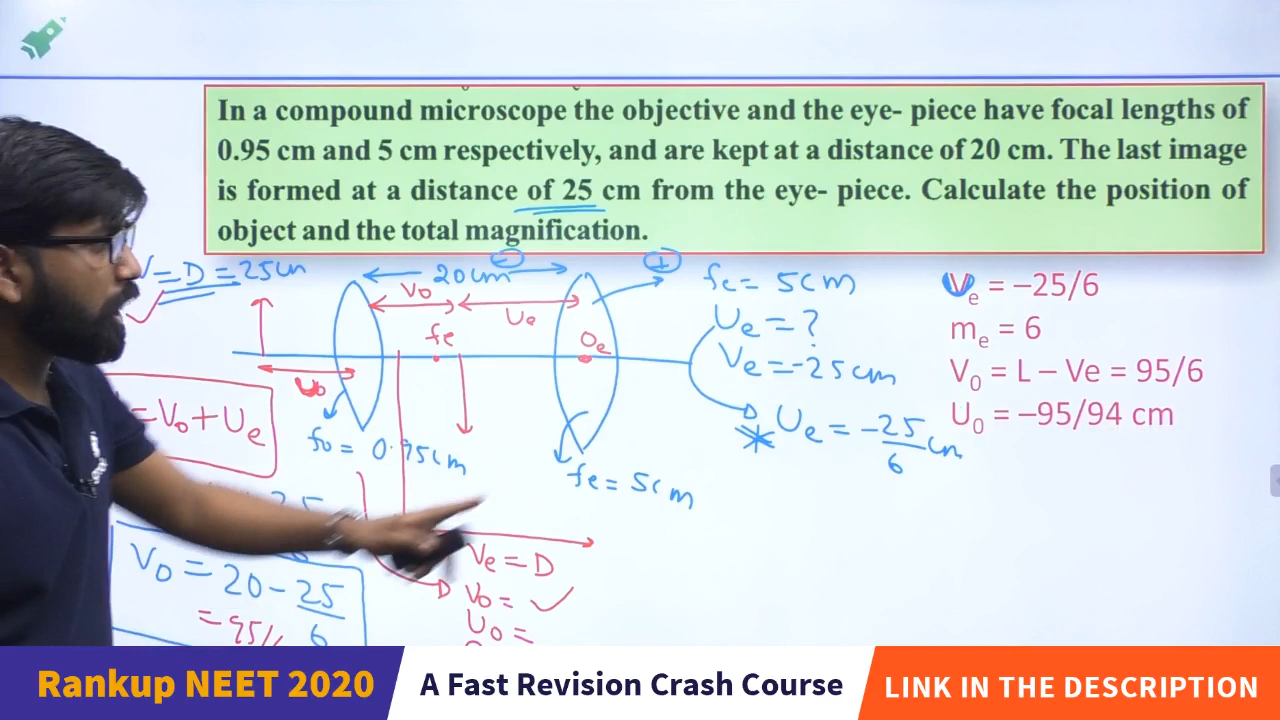 In a compound microscope the objective and the eye- piece have focal lengths of
0.95 cm and 5 cm respectively, and are kept at a distance of 20 cm. The last image
is formed at a distance of 25 cm from the eye- piece. Calculate the position of
object and the total magnification.
= D = 25cm
20cm
V₀
Ue
fe
Oe
U₀
f₀ = 0.95cm
fe = 5cm
= V₀ + Ue
V₀ = 20 - 25/6
= 95/
+
fe = 5cm
Ue = ?
Ve = -25cm
Ue = -25/6 cm
Ve = D
V₀ = ✓
U₀ =
Ve = –25/6
me = 6
V₀ = L – Ve = 95/6
U₀ = –95/94 cm
Rankup NEET 2020
A Fast Revision Crash Course
LINK IN THE DESCRIPTION